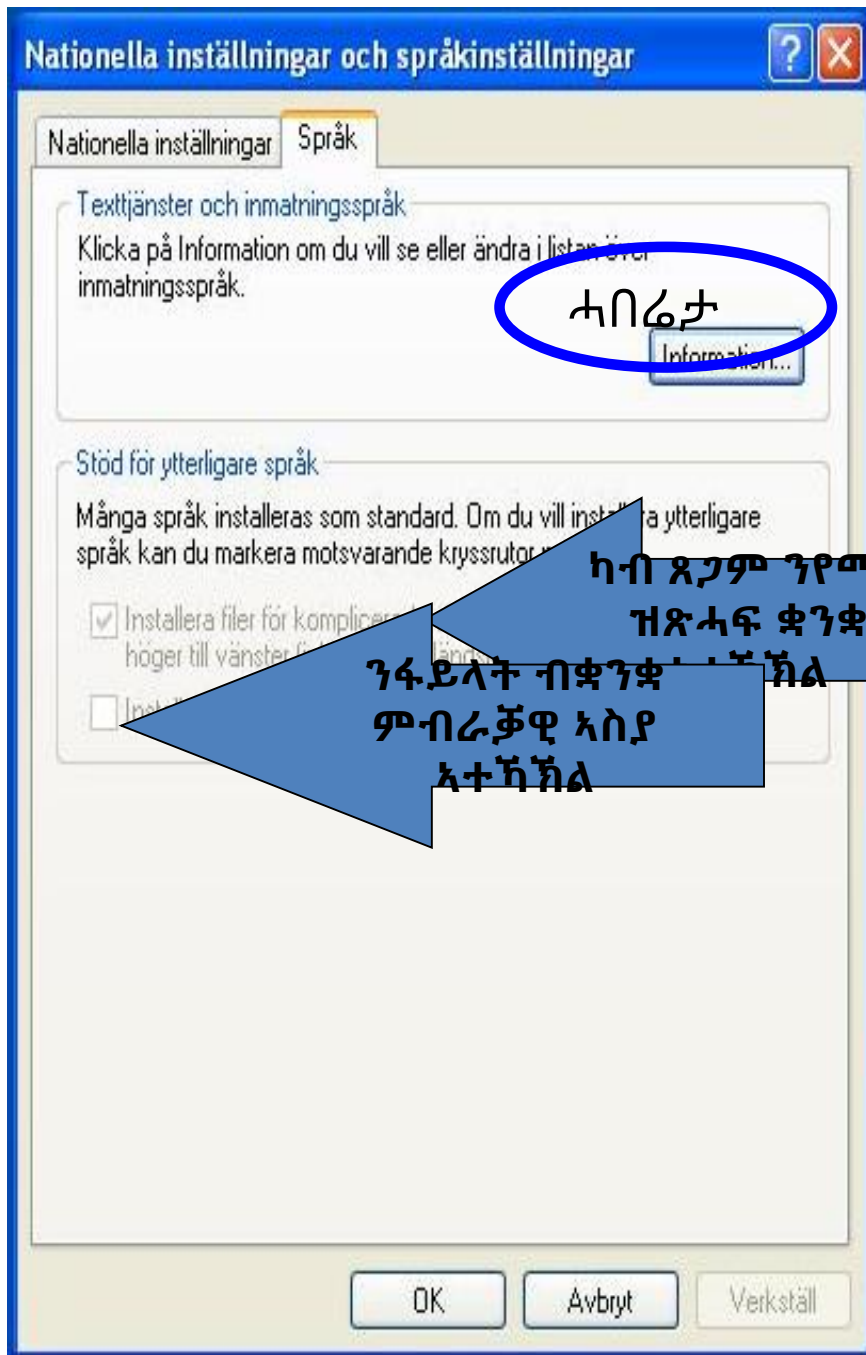 Nationella inställningar och språkinställningar
Nationella inställningar Språk
Texttjänster och inmatningsspråk
Klicka på Information om du vill se eller ändra i listan över
inmatningsspråk.
ሓበሬታ
Information...
Stöd för ytterligare språk
Många språk installeras som standard. Om du vill installera ytterligare
språk kan du markera motsvarande kryssrutor
ካብ ጸጋም
ዝጽሓፍ
Installera filer för
höger till vänster
ንፋይላት ብቋንቋ
ምብራቓዊ ኣስያ
ኣተኻኽል
OK Avbryt Verkställ